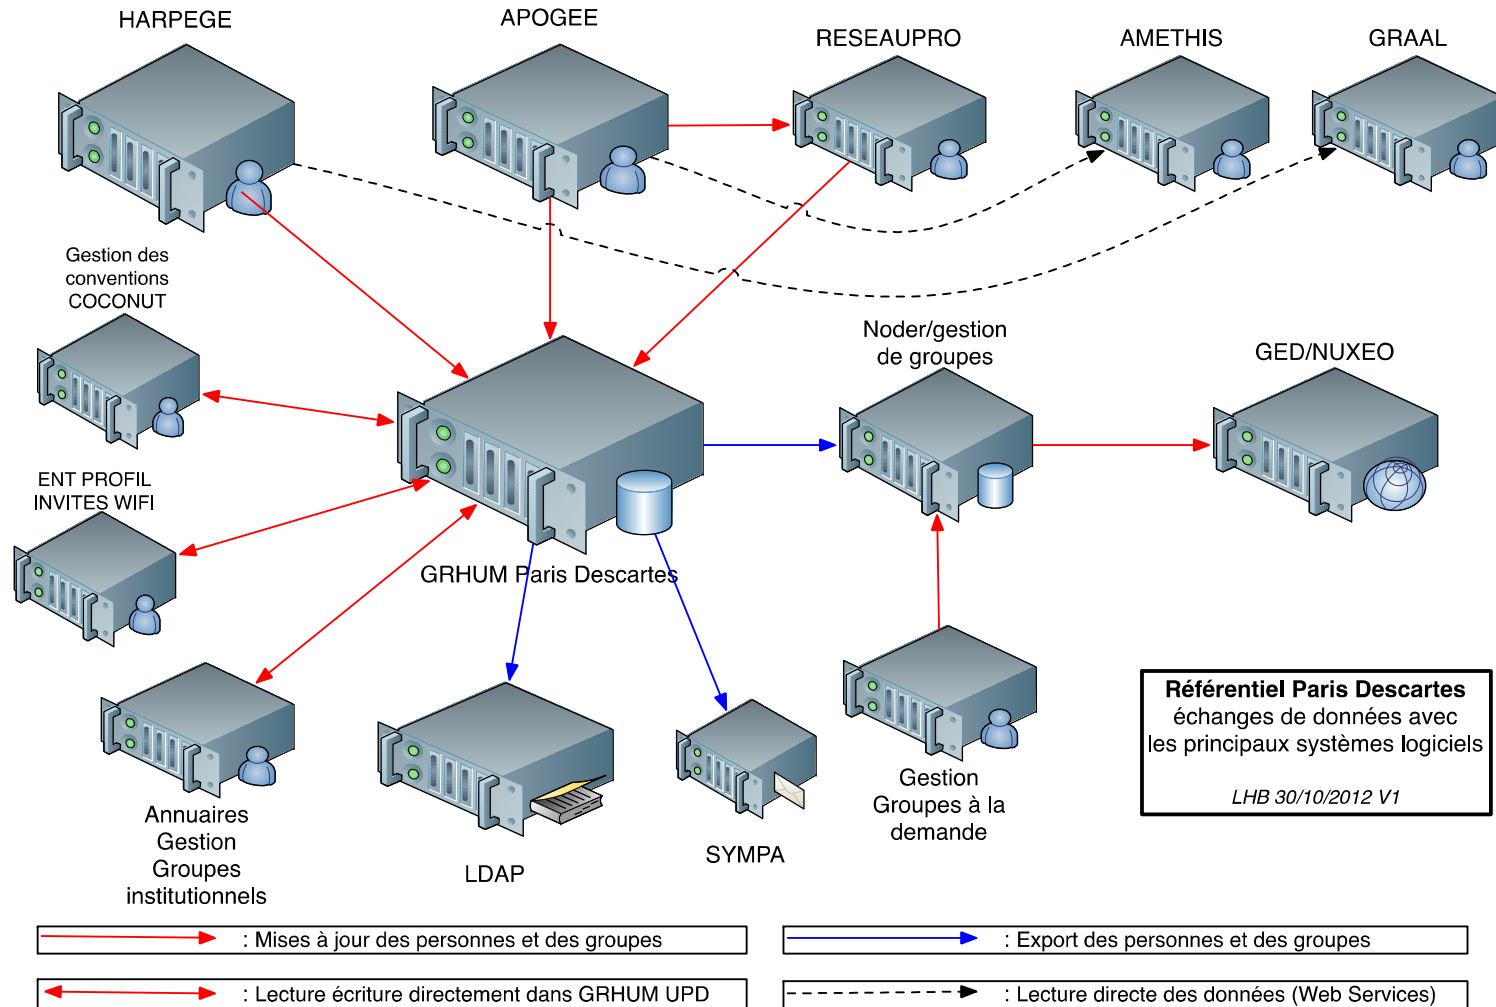 HARPEGE
APOGEE
RESEAUPRO
AMETHIS
GRAAL
Gestion des
conventions
COCONUT
Noder/gestion
de groupes
GED/NUXEO
ENT PROFIL
INVITES WIFI
GRHUM Paris Descartes
Annuaires
Gestion
Groupes
institutionnels
LDAP
SYMPA
Gestion
Groupes à la
demande
Référentiel Paris Descartes
échanges de données avec
les principaux systèmes logiciels
LHB 30/10/2012 V1
: Mises à jour des personnes et des groupes
: Export des personnes et des groupes
: Lecture écriture directement dans GRHUM UPD
: Lecture directe des données (Web Services)